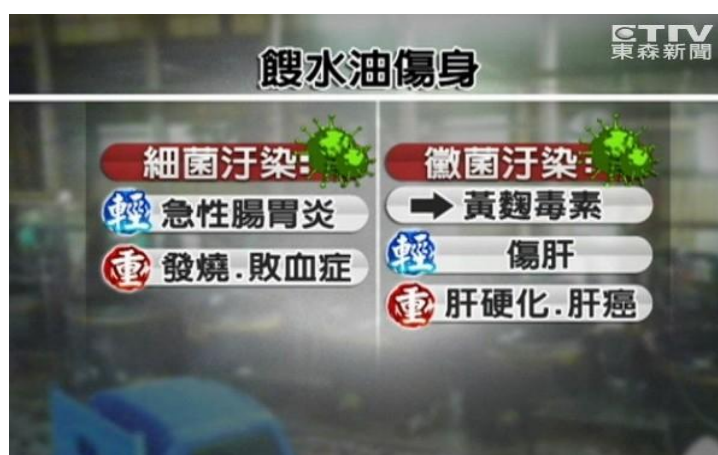 ETTV
東森新聞
餿水油傷身
細菌汙染:
輕 急性腸胃炎
重 發燒.敗血症
黴菌汙染:
➡ 黃麴毒素
輕 傷肝
重 肝硬化.肝癌